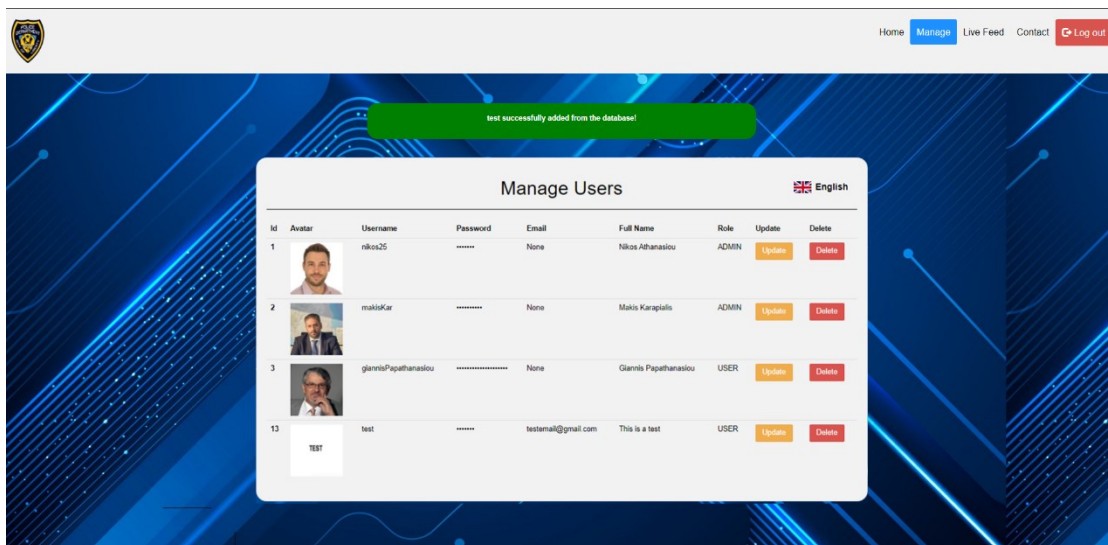 POLICE
DEPARTMENT
Home Manage Live Feed Contact Log out
test successfully added from the database!
Manage Users
English
Id Avatar Username Password Email Full Name Role Update Delete
1 nikos25 ••••••• None Nikos Athanasiou ADMIN Update Delete
2 makisKar •••••••••• None Makis Karapialis ADMIN Update Delete
3 giannisPapathanasiou •••••••••••••••••••• None Giannis Papathanasiou USER Update Delete
13 TEST test ••••••• testemail@gmail.com This is a test USER Update Delete